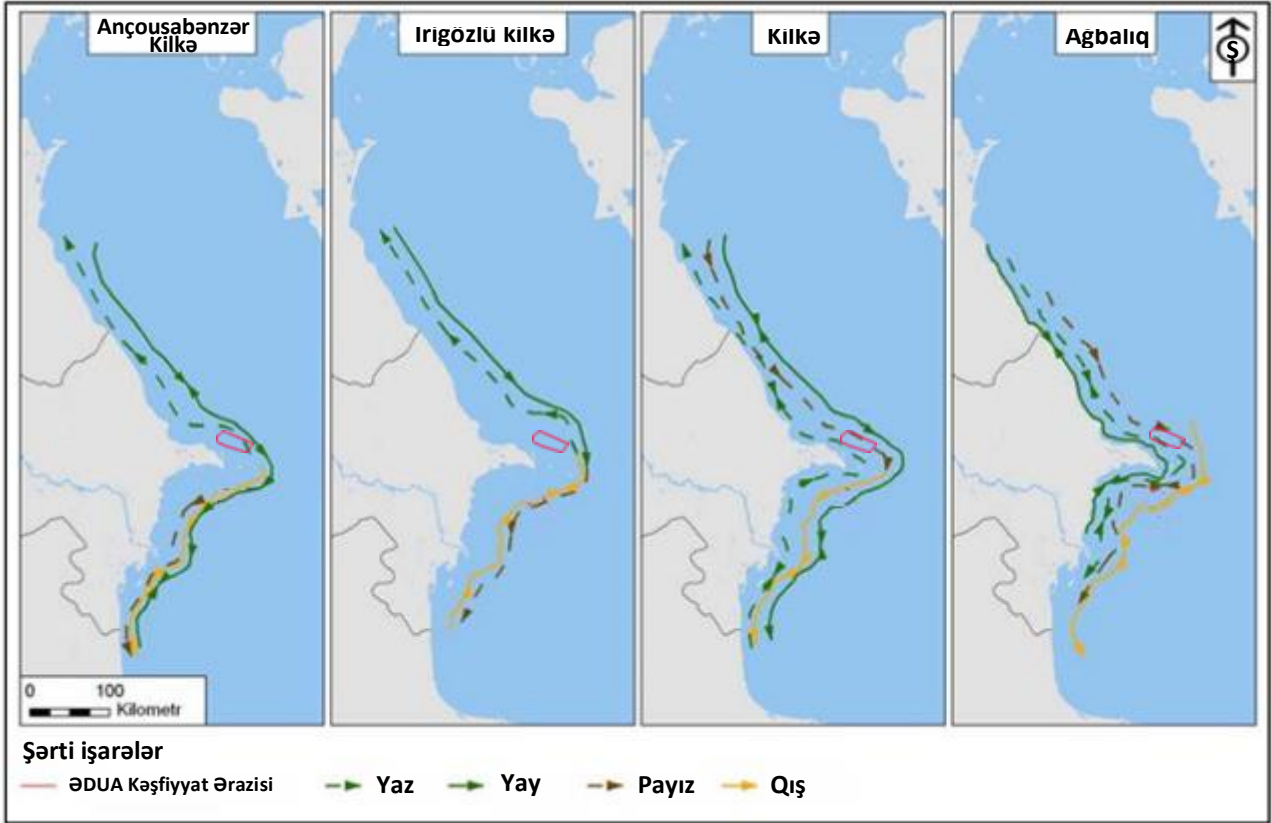 Ançousabənzər
Kilkə
Irigözlü kilkə
Kilkə
Ağbalıq
Ş
0 100
Kilometr
Şərti işarələr
ƏDUA Kəşfiyyat Ərazisi
Yaz
Yay
Payız
Qış